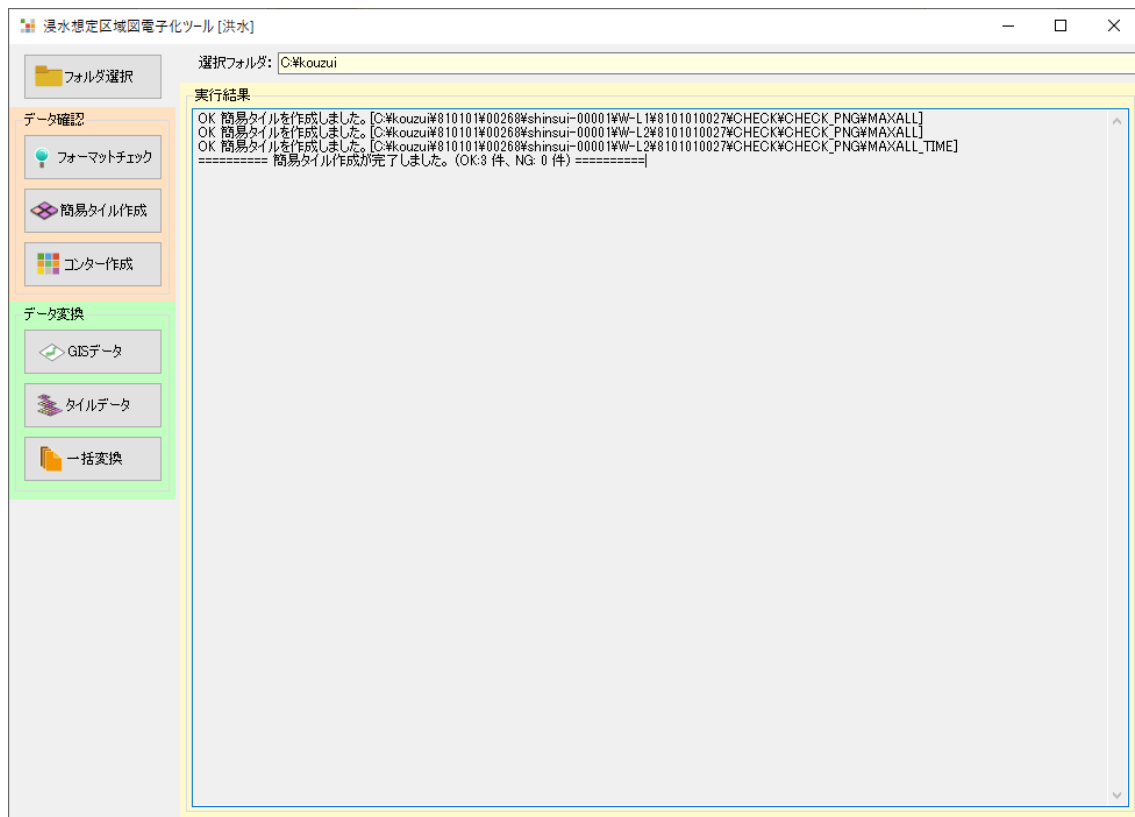 浸水想定区域図電子化ツール [洪水]
フォルダ選択
選択フォルダ: C:¥kouzui
実行結果
OK 簡易タイルを作成しました。[C:¥kouzui¥810101¥00268¥shinsui-00001¥W-L1¥8101010027¥CHECK¥CHECK_PNG¥MAXALL]
OK 簡易タイルを作成しました。[C:¥kouzui¥810101¥00268¥shinsui-00001¥W-L2¥8101010027¥CHECK¥CHECK_PNG¥MAXALL]
OK 簡易タイルを作成しました。[C:¥kouzui¥810101¥00268¥shinsui-00001¥W-L2¥8101010027¥CHECK¥CHECK_PNG¥MAXALL_TIME]
========== 簡易タイル作成が完了しました。(OK:3 件、NG: 0 件) ==========
データ確認
フォーマットチェック
簡易タイル作成
コンター作成
データ変換
GISデータ
タイルデータ
一括変換